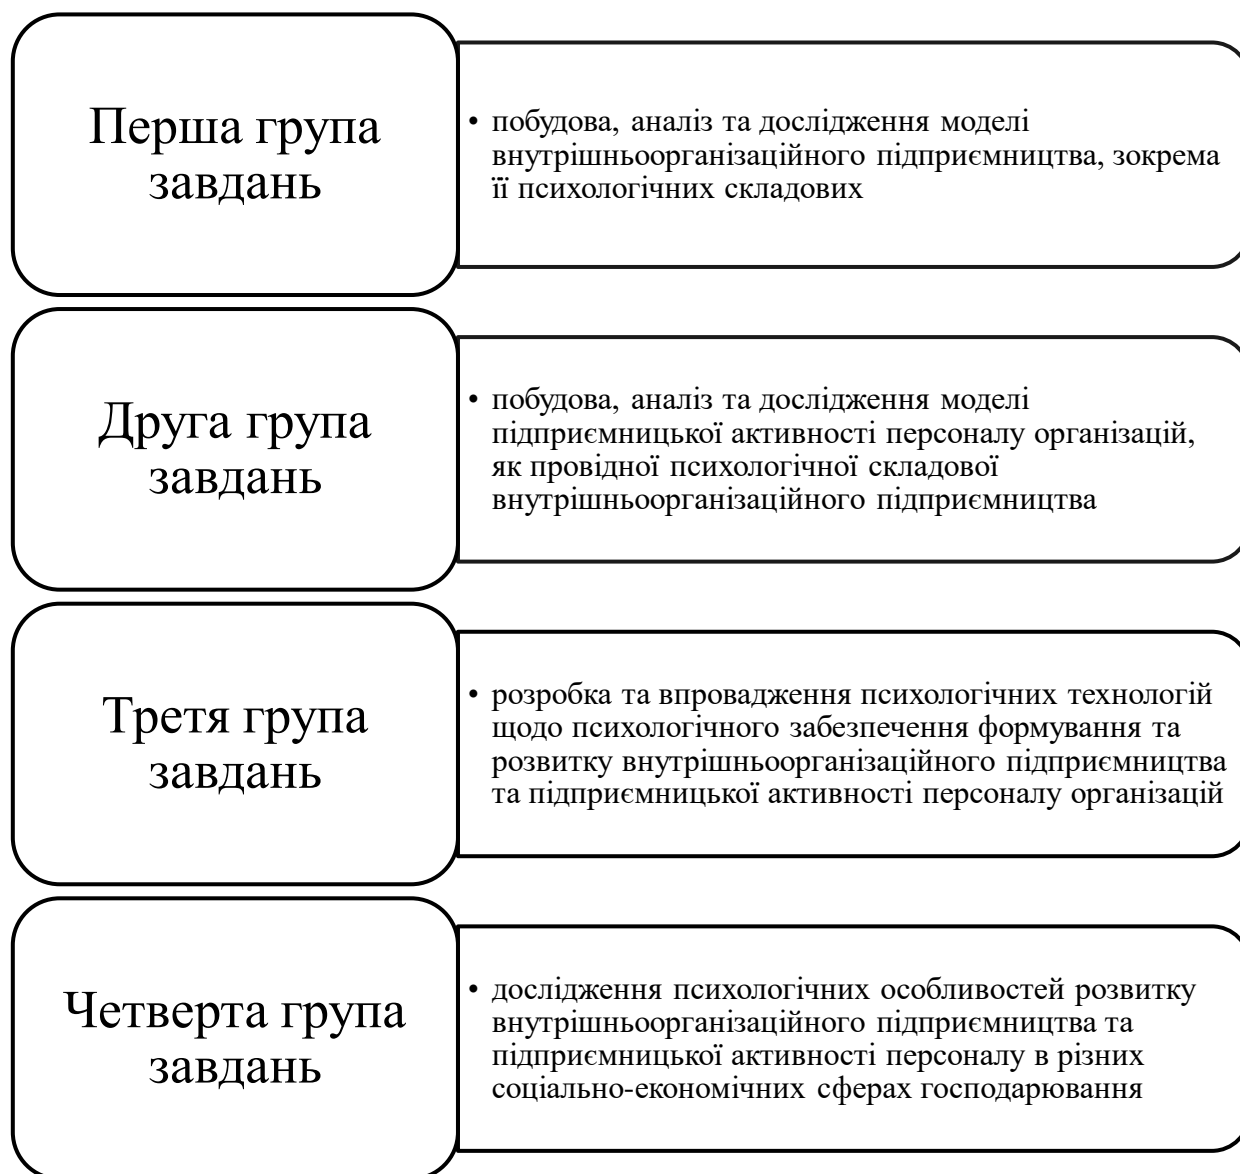 Перша група
завдань
• побудова, аналіз та дослідження моделі
внутрішньоорганізаційного підприємництва, зокрема
її психологічних складових
Друга група
завдань
• побудова, аналіз та дослідження моделі
підприємницької активності персоналу організацій,
як провідної психологічної складової
внутрішньоорганізаційного підприємництва
Третя група
завдань
• розробка та впровадження психологічних технологій
щодо психологічного забезпечення формування та
розвитку внутрішньоорганізаційного підприємництва
та підприємницької активності персоналу організацій
Четверта група
завдань
• дослідження психологічних особливостей розвитку
внутрішньоорганізаційного підприємництва та
підприємницької активності персоналу в різних
соціально-економічних сферах господарювання